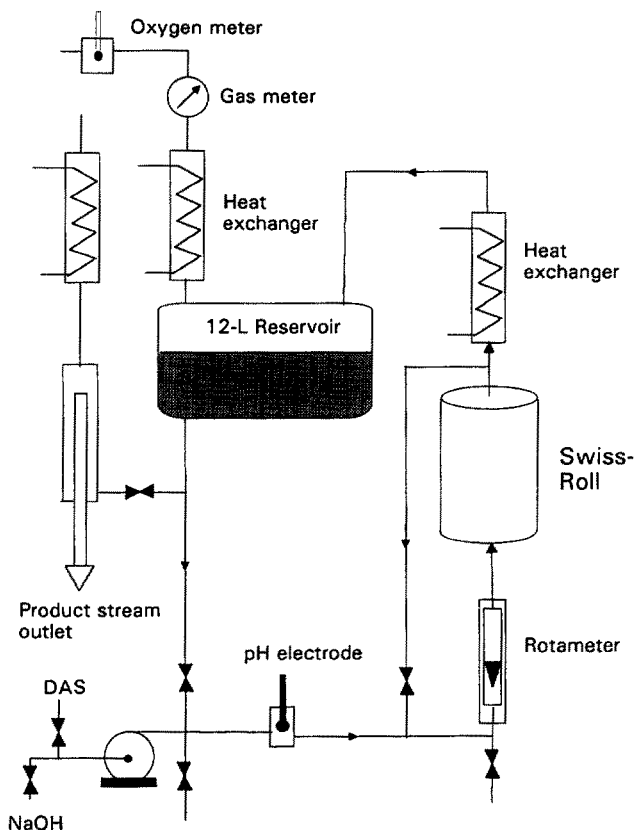 Oxygen meter
Gas meter
Heat
exchanger
Heat
exchanger
12-L Reservoir
Swiss-
Roll
Product stream
outlet
pH electrode
Rotameter
DAS
NaOH